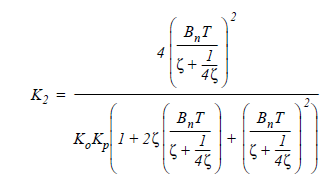 K_2 = \frac{4\left(\frac{B_n T}{\zeta + \frac{1}{4\zeta}}\right)^2}{K_o K_p\left(1 + 2\zeta\left(\frac{B_n T}{\zeta + \frac{1}{4\zeta}}\right) + \left(\frac{B_n T}{\zeta + \frac{1}{4\zeta}}\right)^2\right)}